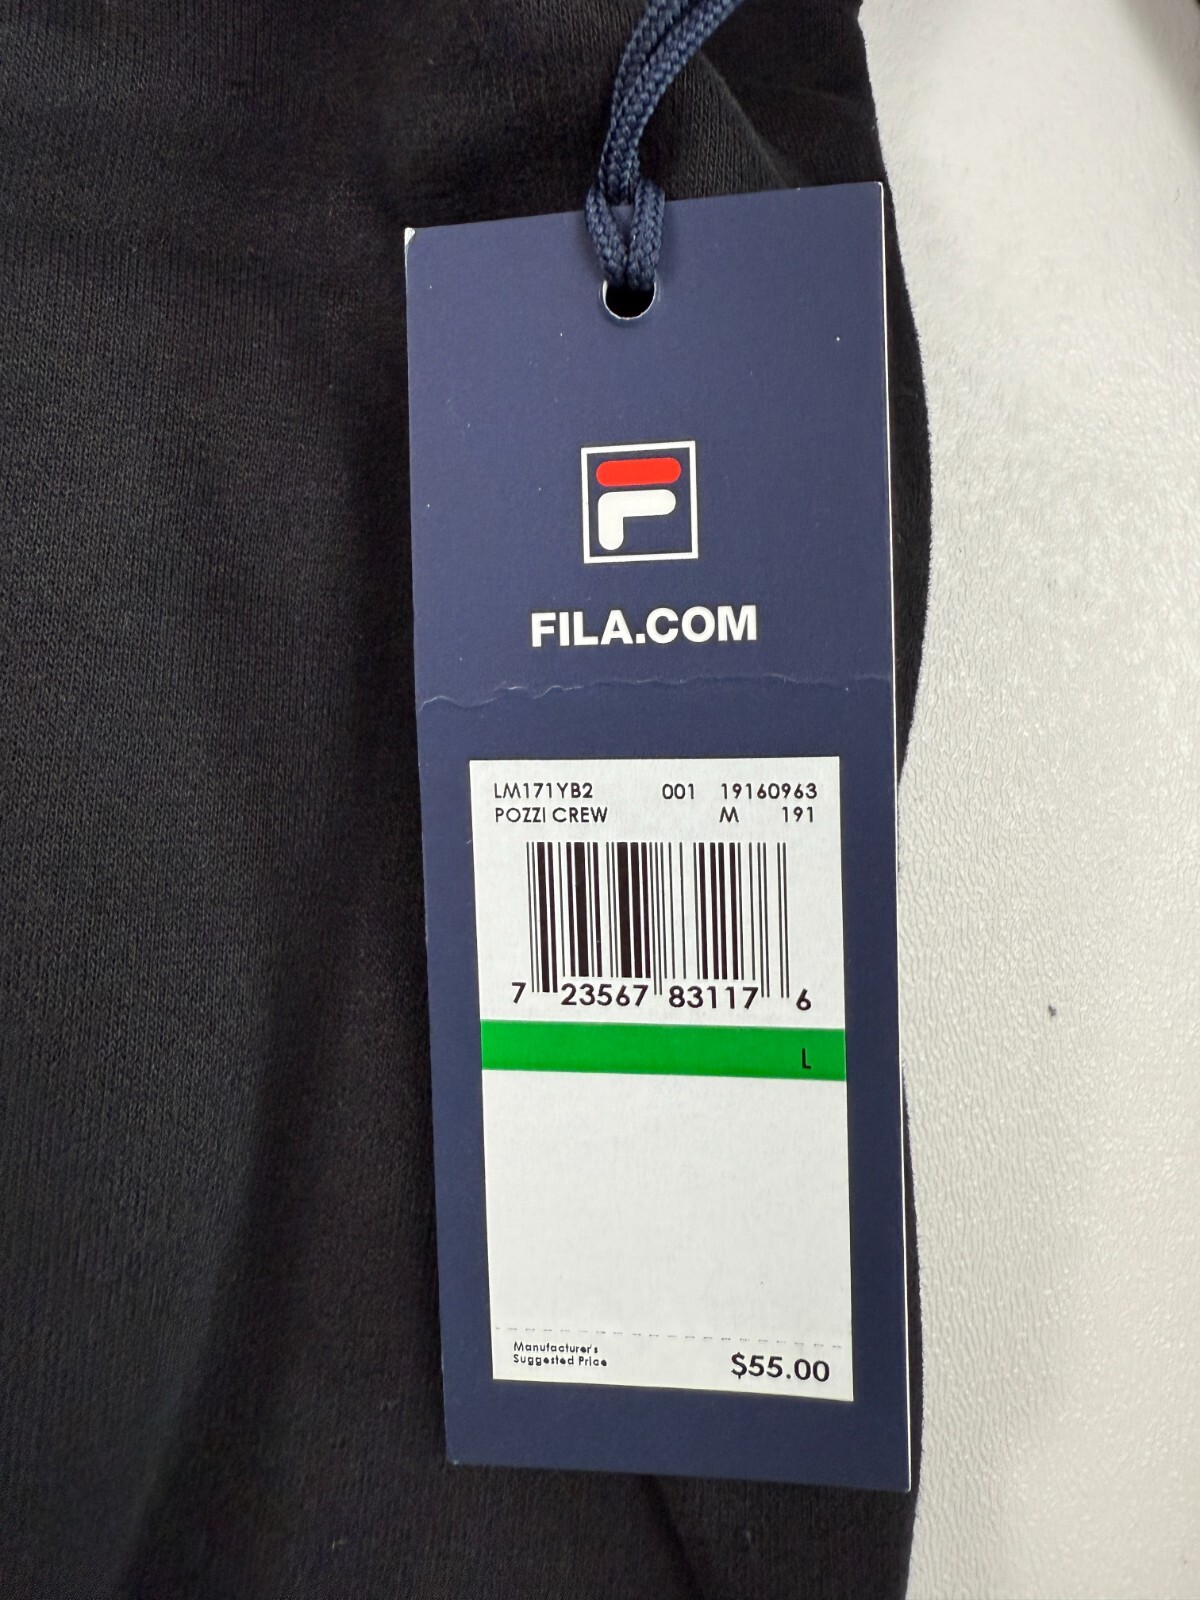 FILA.COM
LM171YB2 001 19160963
POZZI CREW M 191
7 23567 83117 6
L
Manufacturer's
Suggested Price
$55.00